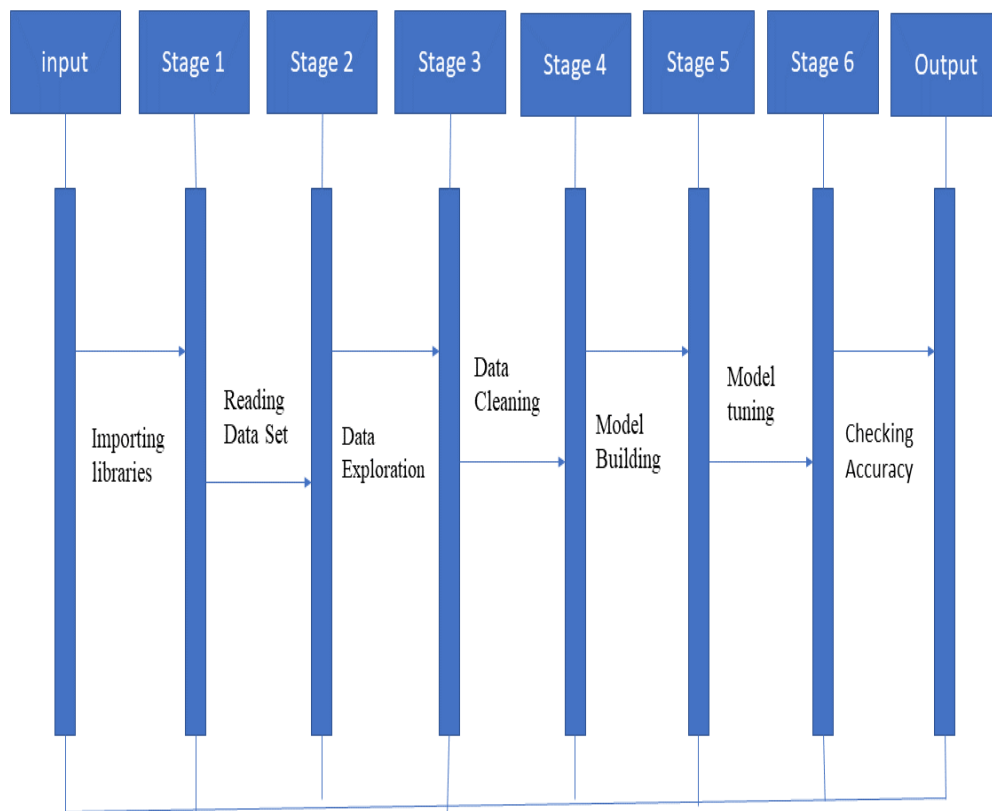 input
Stage 1
Stage 2
Stage 3
Stage 4
Stage 5
Stage 6
Output
Importing
libraries
Reading
Data Set
Data
Exploration
Data
Cleaning
Model
Building
Model
tuning
Checking
Accuracy